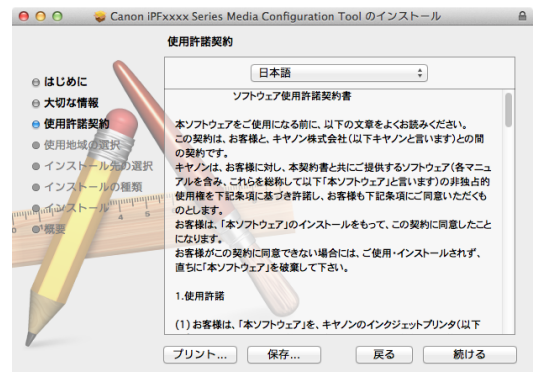 Canon iPFxxxx Series Media Configuration Tool のインストール
使用許諾契約
はじめに
大切な情報
使用許諾契約
使用地域の選択
インストール先の選択
インストールの種類
インストール
概要
日本語
ソフトウェア使用許諾契約書
本ソフトウェアをご使用になる前に、以下の文章をよくお読みください。
この契約は、お客様と、キヤノン株式会社(以下キヤノンと言います)との間
の契約です。
キヤノンは、お客様に対し、本契約書と共にご提供するソフトウェア(各マニュ
アルを含み、これらを総称して以下「本ソフトウェア」と言います)の非独占的
使用権を下記条項に基づき許諾し、お客様も下記条項にご同意いただくも
のとします。
お客様は、「本ソフトウェア」のインストールをもって、この契約に同意したこと
になります。
お客様がこの契約に同意できない場合には、ご使用・インストールされず、
直ちに「本ソフトウェア」を破棄して下さい。
1.使用許諾
(1) お客様は、「本ソフトウェア」を、キヤノンのインクジェットプリンタ(以下
4 5
プリント... 保存... 戻る 続ける